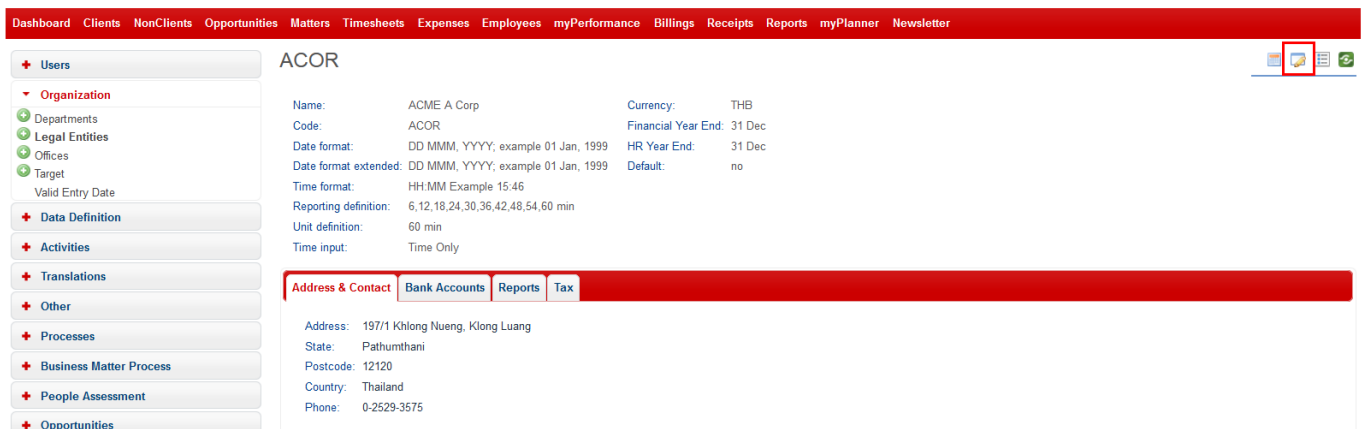 Dashboard Clients NonClients Opportunities Matters Timesheets Expenses Employees myPerformance Billings Receipts Reports myPlanner Newsletter
Users
Organization
Departments
Legal Entities
Offices
Target
Valid Entry Date
Data Definition
Activities
Translations
Other
Processes
Business Matter Process
People Assessment
Opportunities
ACOR
Name: ACME A Corp Currency: THB
Code: ACOR Financial Year End: 31 Dec
Date format: DD MMM, YYYY; example 01 Jan, 1999 HR Year End: 31 Dec
Date format extended: DD MMM, YYYY; example 01 Jan, 1999 Default: no
Time format: HH:MM Example 15:46
Reporting definition: 6,12,18,24,30,36,42,48,54,60 min
Unit definition: 60 min
Time input: Time Only
Address & Contact Bank Accounts Reports Tax
Address: 197/1 Khlong Nueng, Klong Luang
State: Pathumthani
Postcode: 12120
Country: Thailand
Phone: 0-2529-3575